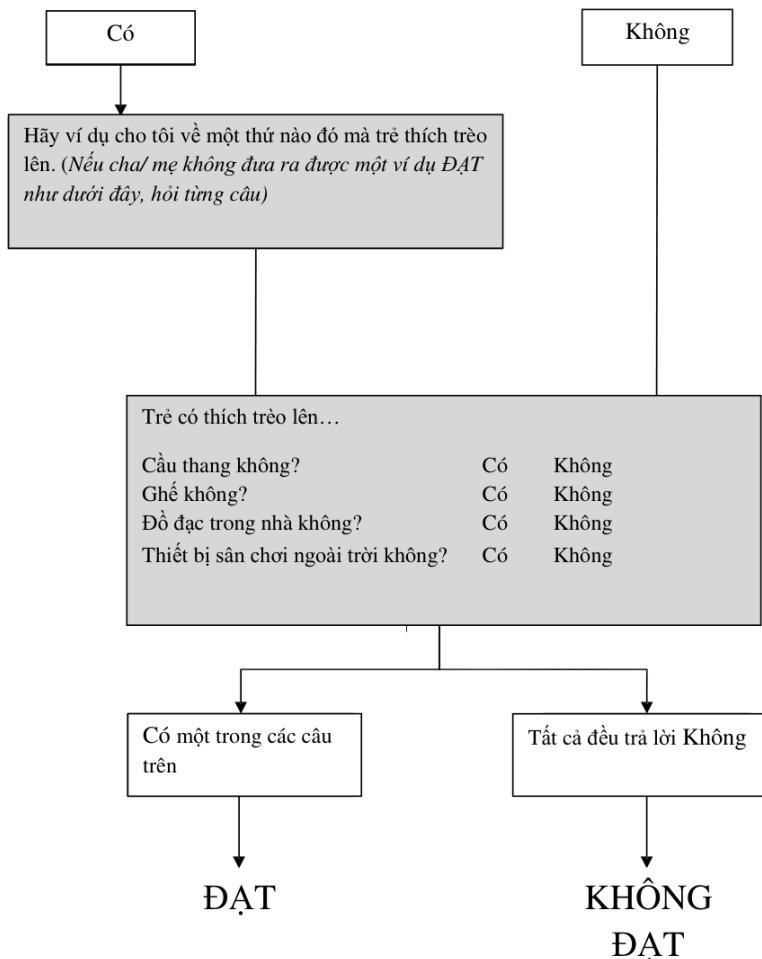 Có
Không
Hãy ví dụ cho tôi về một thứ nào đó mà trẻ thích trèo
lên. (Nếu cha/ mẹ không đưa ra được một ví dụ ĐẠT
như dưới đây, hỏi từng câu)
Trẻ có thích trèo lên…
Cầu thang không? Có Không
Ghế không? Có Không
Đồ đạc trong nhà không? Có Không
Thiết bị sân chơi ngoài trời không? Có Không
Có một trong các câu
trên
Tất cả đều trả lời Không
ĐẠT
KHÔNG
ĐẠT